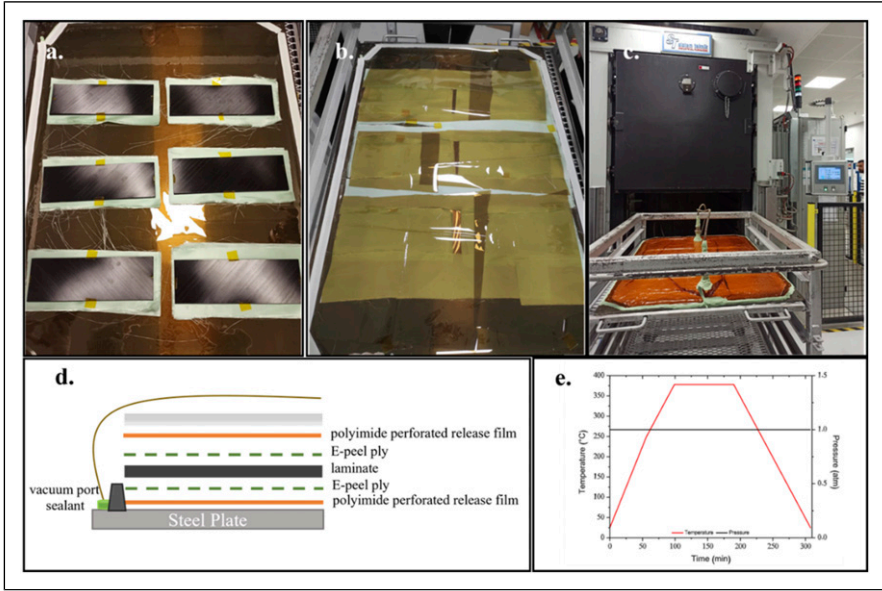 a.
b.
c.
d.
polyimide perforated release film
E-peel ply
laminate
E-peel ply
vacuum port
sealant
polyimide perforated release film
Steel Plate
e.
400
350
300
250
200
150
100
50
0
Temperature (°C)
1.5
1.0
0.5
0.0
Pressure (atm)
Temperature
Pressure
0
50
100
150
200
250
300
Time (min)